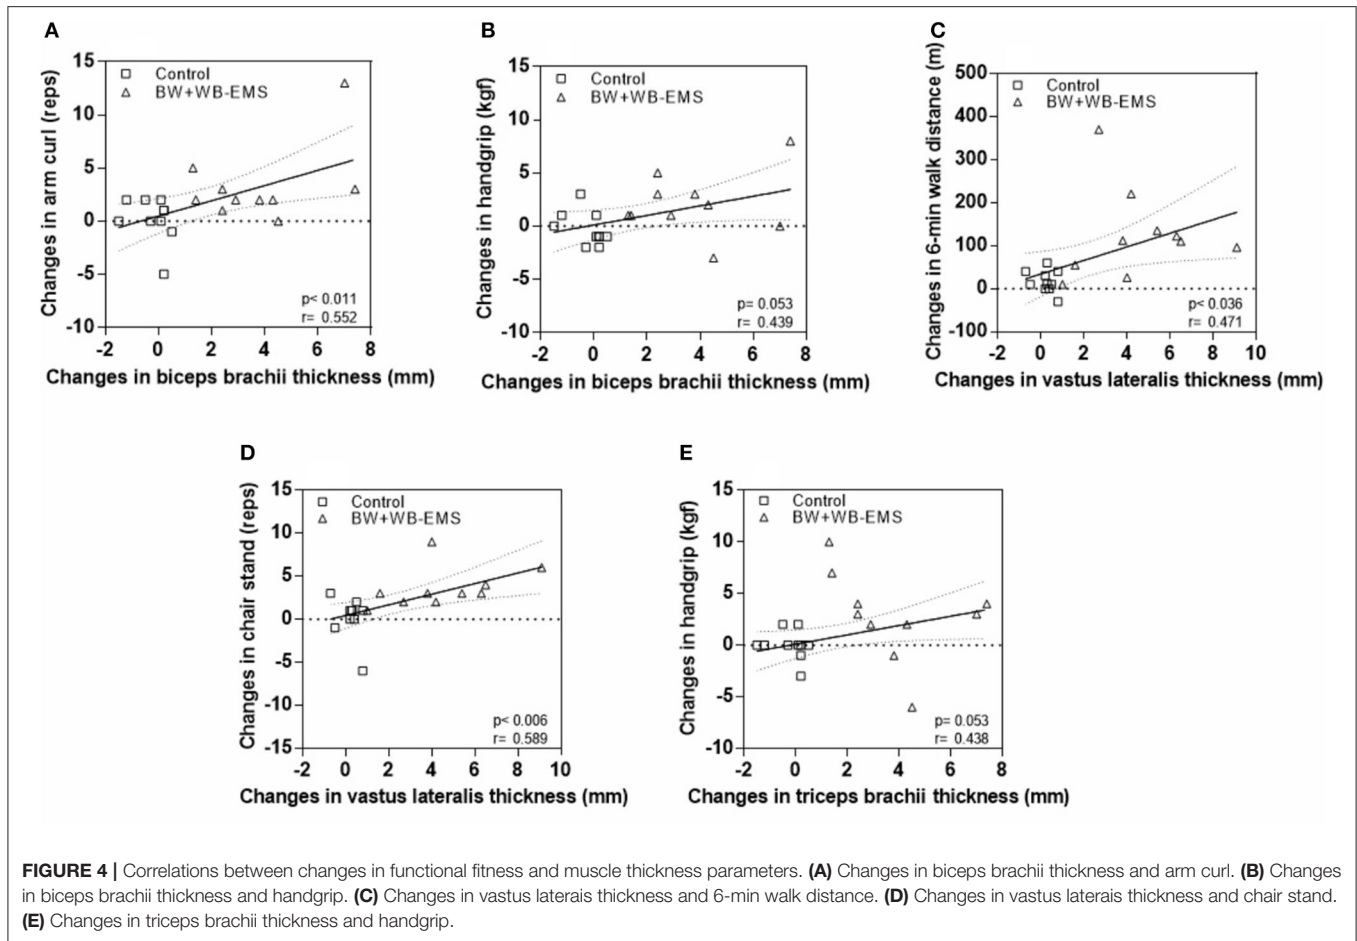 A
Changes in arm curl (reps)
15
10
5
0
-5
-10
Control
BW+WB-EMS
p< 0.011
r= 0.552
-2 0 2 4 6 8
Changes in biceps brachii thickness (mm)
B
Changes in handgrip (kgf)
15
10
5
0
-5
-10
Control
BW+WB-EMS
p= 0.053
r= 0.439
-2 0 2 4 6 8
Changes in biceps brachii thickness (mm)
C
Changes in 6-min walk distance (m)
500
400
300
200
100
0
-100
Control
BW+WB-EMS
p< 0.036
r= 0.471
-2 0 2 4 6 8 10
Changes in vastus lateralis thickness (mm)
D
Changes in chair stand (reps)
15
10
5
0
-5
-10
-15
Control
BW+WB-EMS
p< 0.006
r= 0.589
-2 0 2 4 6 8 10
Changes in vastus lateralis thickness (mm)
E
Changes in handgrip (kgf)
15
10
5
0
-5
-10
Control
BW+WB-EMS
p= 0.053
r= 0.438
-2 0 2 4 6 8
Changes in triceps brachii thickness (mm)
FIGURE 4 | Correlations between changes in functional fitness and muscle thickness parameters. (A) Changes in biceps brachii thickness and arm curl. (B) Changes
in biceps brachii thickness and handgrip. (C) Changes in vastus laterais thickness and 6-min walk distance. (D) Changes in vastus laterais thickness and chair stand.
(E) Changes in triceps brachii thickness and handgrip.